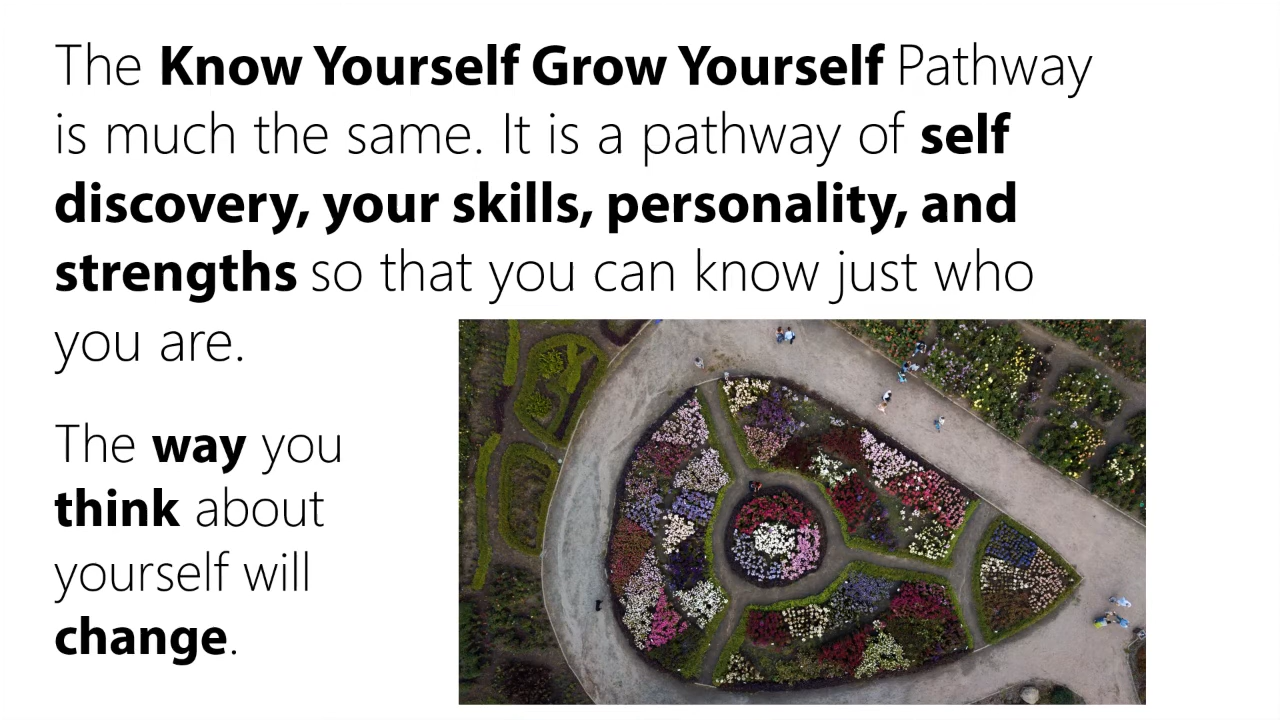 The Know Yourself Grow Yourself Pathway
is much the same. It is a pathway of self
discovery, your skills, personality, and
strengths so that you can know just who
you are.
The way you
think about
yourself will
change.